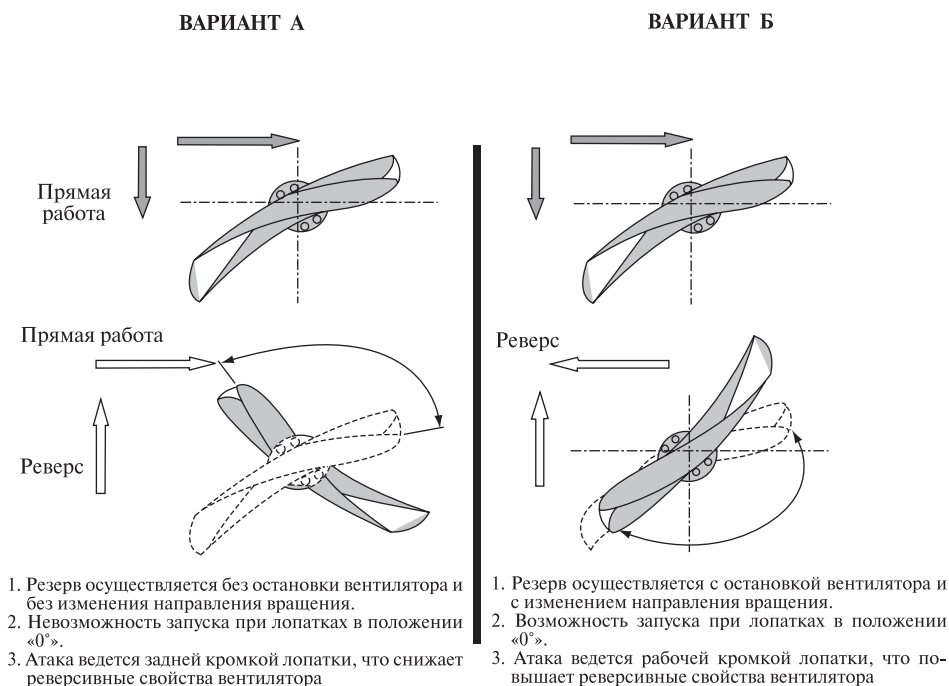 ВАРИАНТ А
Прямая
работа
Прямая работа
Реверс
1. Резерв осуществляется без остановки вентилятора и
без изменения направления вращения.
2. Невозможность запуска при лопатках в положении
«0°».
3. Атака ведется задней кромкой лопатки, что снижает
реверсивные свойства вентилятора
ВАРИАНТ Б
Реверс
1. Резерв осуществляется с остановкой вентилятора и
с изменением направления вращения.
2. Возможность запуска при лопатках в положении
«0°».
3. Атака ведется рабочей кромкой лопатки, что по-
вышает реверсивные свойства вентилятора